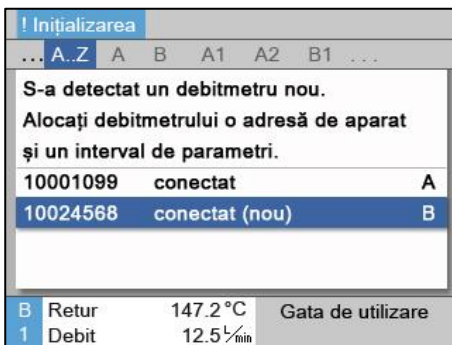 ! Inițializarea
... A..Z A B A1 A2 B1 ...
S-a detectat un debitmetru nou.
Alocați debitmetrului o adresă de aparat
și un interval de parametri.
10001099 conectat A
10024568 conectat (nou) B
B Retur 147.2 °C Gata de utilizare
1 Debit 12.5 L/min